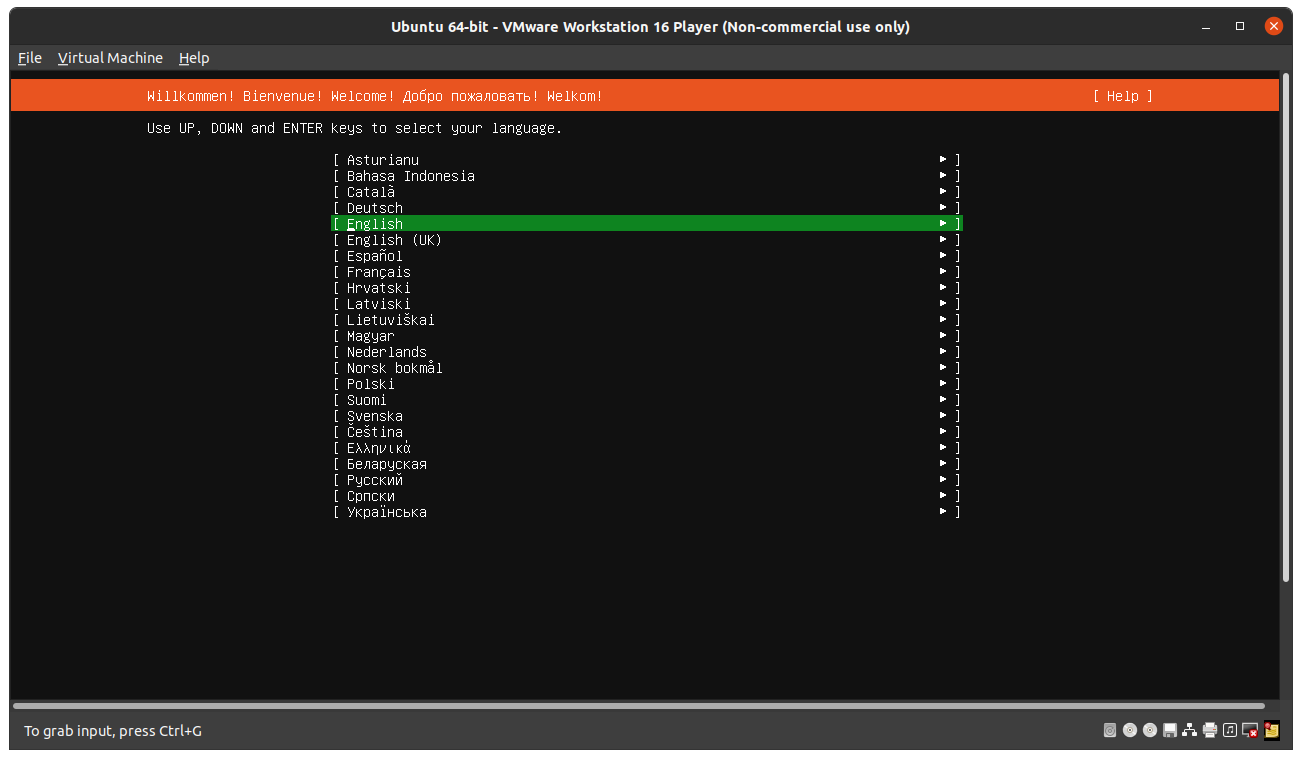 Ubuntu 64-bit - VMware Workstation 16 Player (Non-commercial use only)
File Virtual Machine Help
Willkommen! Bienvenue! Welcome! Добро пожаловать! Welkom! [ Help ]
Use UP, DOWN and ENTER keys to select your language.
[ Asturianu ► ]
[ Bahasa Indonesia ► ]
[ Català ► ]
[ Deutsch ► ]
[ English ► ]
[ English (UK) ► ]
[ Español ► ]
[ Français ► ]
[ Hrvatski ► ]
[ Latviski ► ]
[ Lietuviškai ► ]
[ Magyar ► ]
[ Nederlands ► ]
[ Norsk bokmål ► ]
[ Polski ► ]
[ Suomi ► ]
[ Svenska ► ]
[ Čeština ► ]
[ Ελληνικά ► ]
[ Беларуская ► ]
[ Русский ► ]
[ Српски ► ]
[ Українська ► ]
To grab input, press Ctrl+G